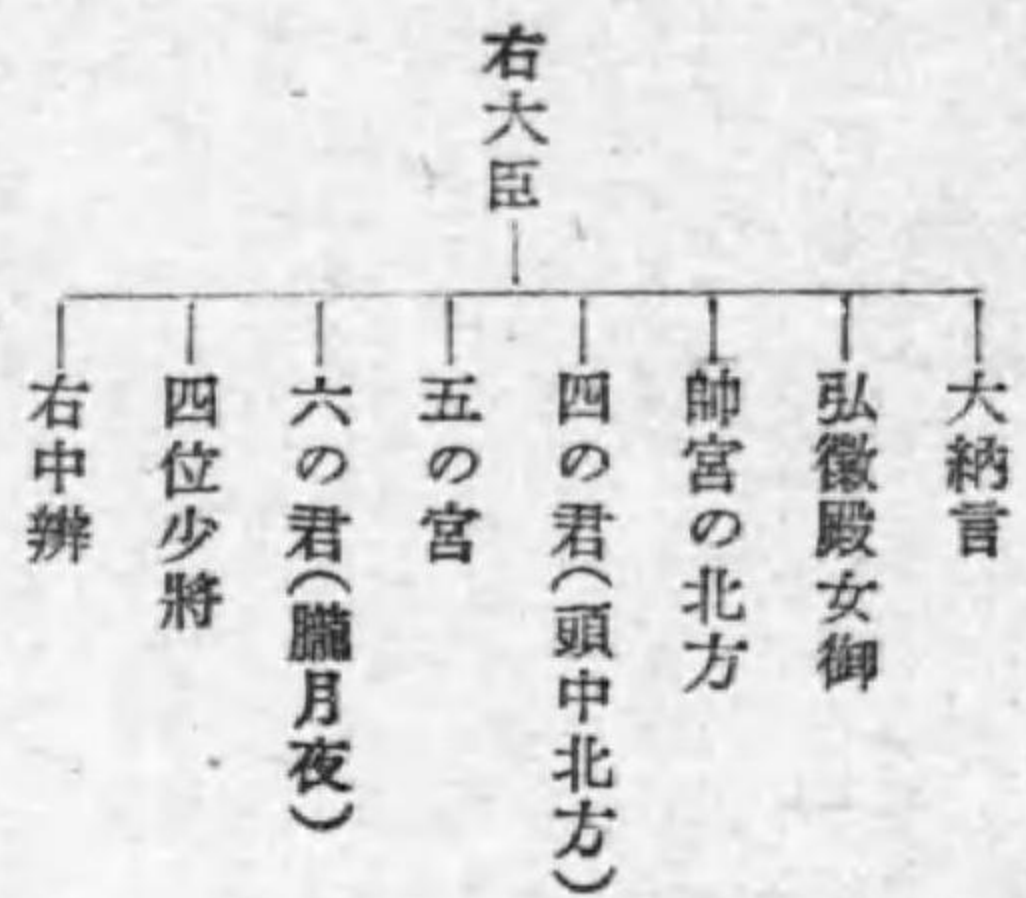 右大臣
大納言
弘徽殿女御
帥宮の北方
四の君(頭中北方)
五の宮
六の君(朧月夜)
四位少將
右中辨